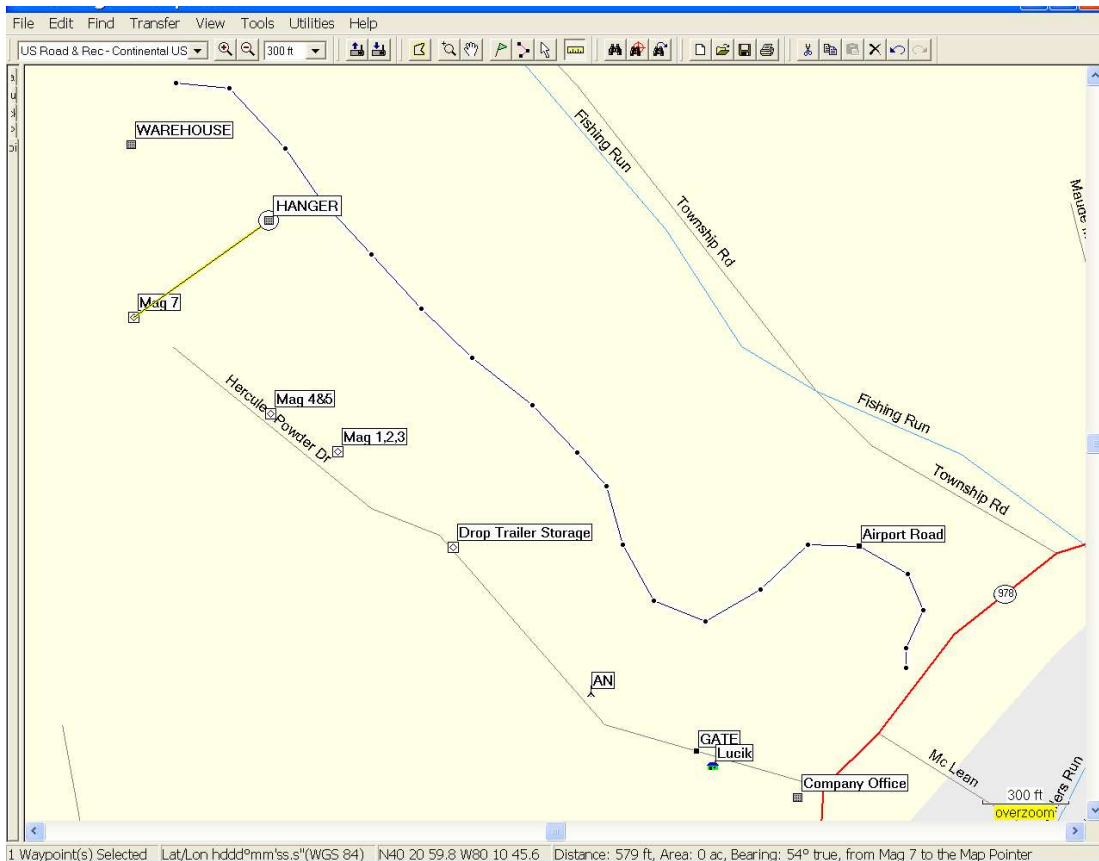 File Edit Find Transfer View Tools Utilities Help
US Road & Rec - Continental US 300 ft
WAREHOUSE
HANGER
Mag 7
Mag 4&5
Mag 1,2,3
Hercules Powder Dr
Drop Trailer Storage
AN
GATE
Lucik
Company Office
Airport Road
Fishing Run
Township Rd
Fishing Run
Township Rd
978
Mc Lean
300 ft
overzoom
1 Waypoint(s) Selected Lat/Lon hddd°mm'ss.s"(WGS 84) N40 20 59.8 W80 10 45.6 Distance: 579 ft, Area: 0 ac, Bearing: 54° true, from Mag 7 to the Map Pointer